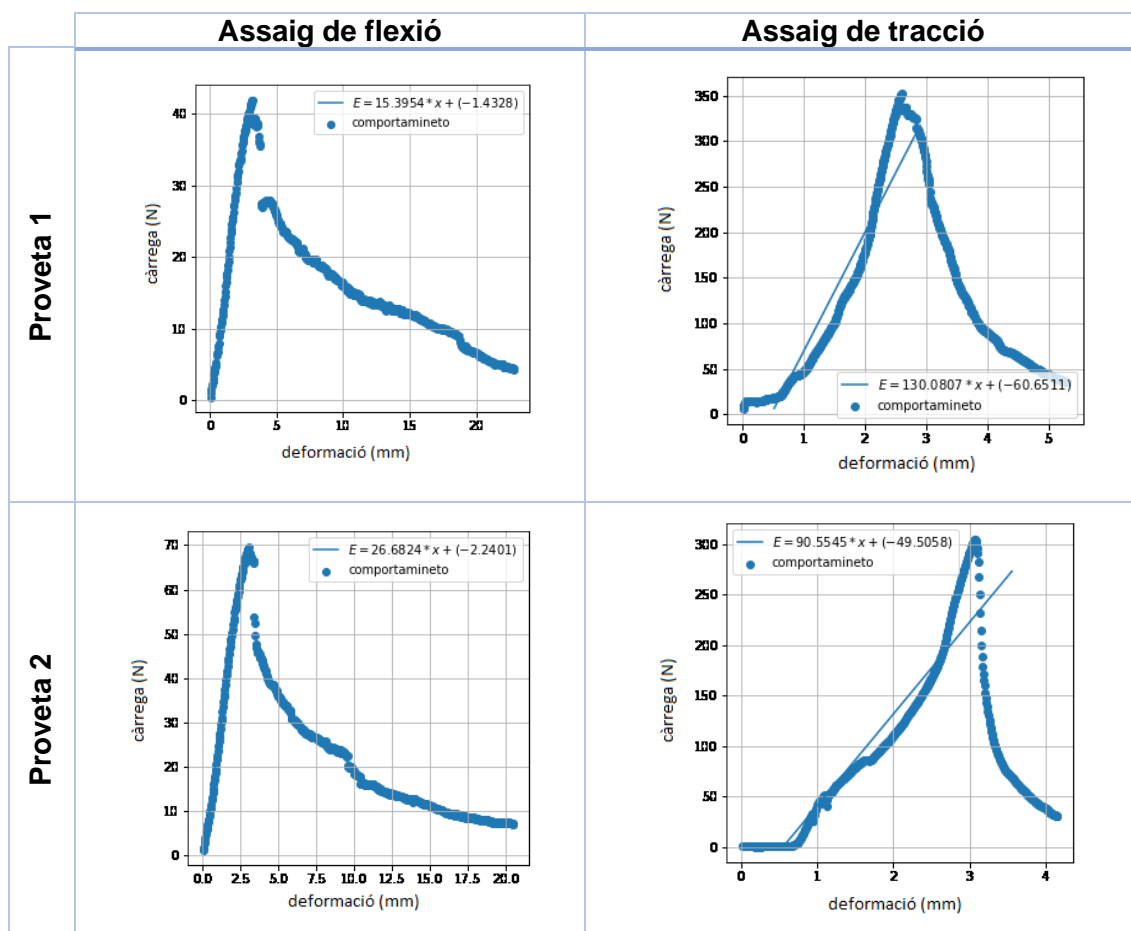 Assaig de flexió
Assaig de tracció
Proveta 1
E = 15.3954 * x + (−1.4328)
comportamineto
40
30
20
10
0
càrrega (N)
0
5
10
15
20
deformació (mm)
350
300
250
200
150
100
50
0
càrrega (N)
E = 130.0807 * x + (−60.6511)
comportamineto
0
1
2
3
4
5
deformació (mm)
Proveta 2
E = 26.6824 * x + (−2.2401)
comportamineto
70
60
50
40
30
20
10
0
càrrega (N)
0.0
2.5
5.0
7.5
10.0
12.5
15.0
17.5
20.0
deformació (mm)
E = 90.5545 * x + (−49.5058)
comportamineto
300
250
200
150
100
50
0
càrrega (N)
0
1
2
3
4
deformació (mm)